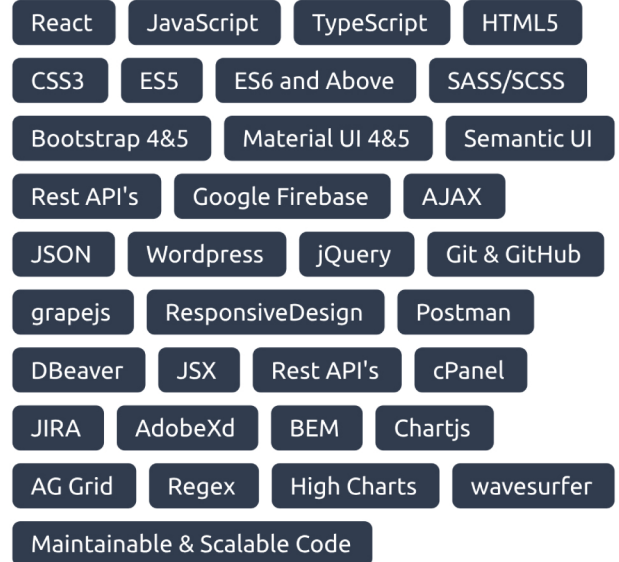 React JavaScript TypeScript HTML5
CSS3 ES5 ES6 and Above SASS/SCSS
Bootstrap 4&5 Material UI 4&5 Semantic UI
Rest API's Google Firebase AJAX
JSON Wordpress jQuery Git & GitHub
grapejs ResponsiveDesign Postman
DBeaver JSX Rest API's cPanel
JIRA AdobeXd BEM Chartjs
AG Grid Regex High Charts wavesurfer
Maintainable & Scalable Code